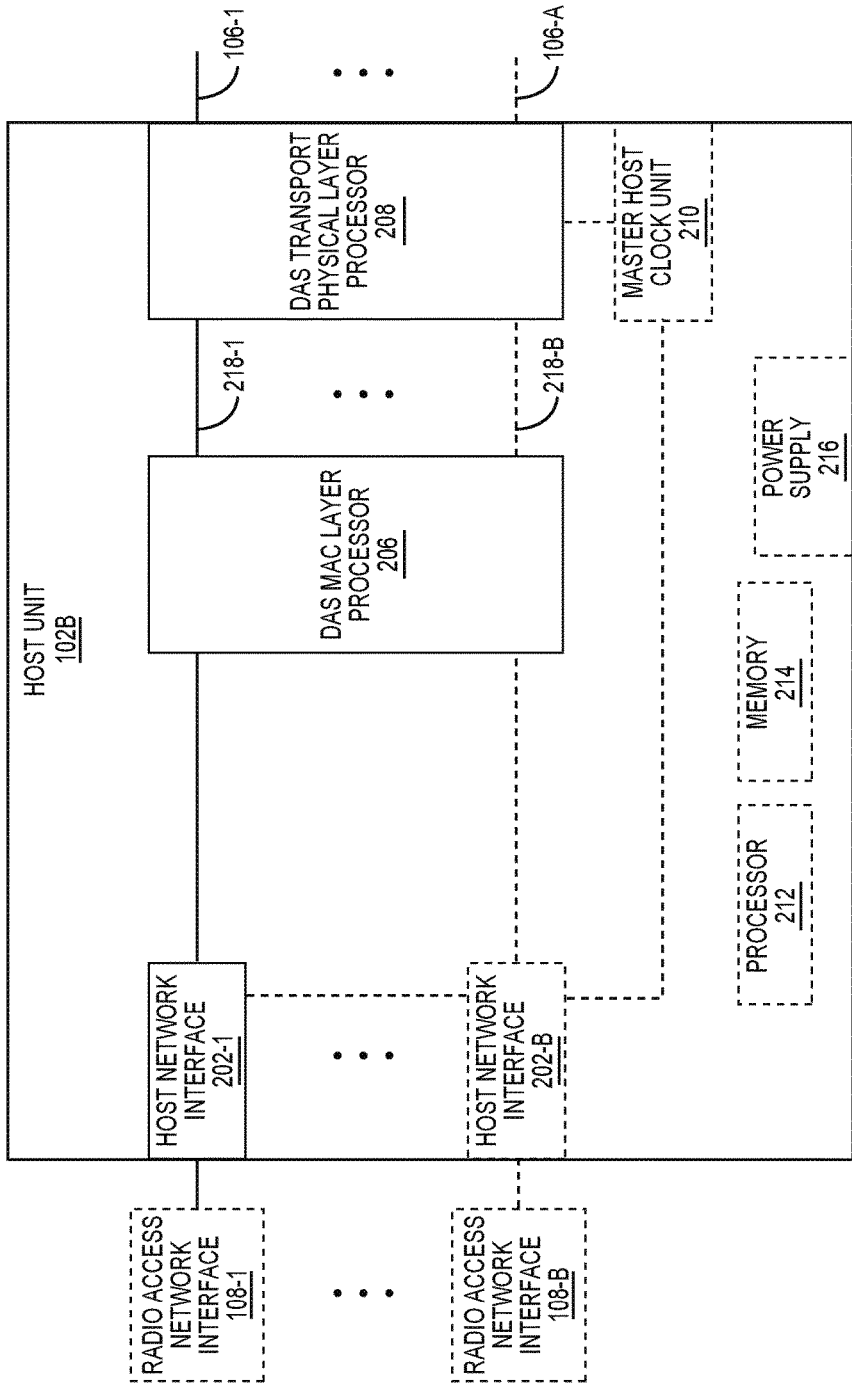 HOST UNIT
102B
RADIO ACCESS
NETWORK
INTERFACE
108-1
HOST NETWORK
INTERFACE
202-1
DAS MAC LAYER
PROCESSOR
206
218-1
DAS TRANSPORT
PHYSICAL LAYER
PROCESSOR
208
106-1
RADIO ACCESS
NETWORK
INTERFACE
108-B
HOST NETWORK
INTERFACE
202-B
218-B
106-A
MASTER HOST
CLOCK UNIT
210
PROCESSOR
212
MEMORY
214
POWER
SUPPLY
216